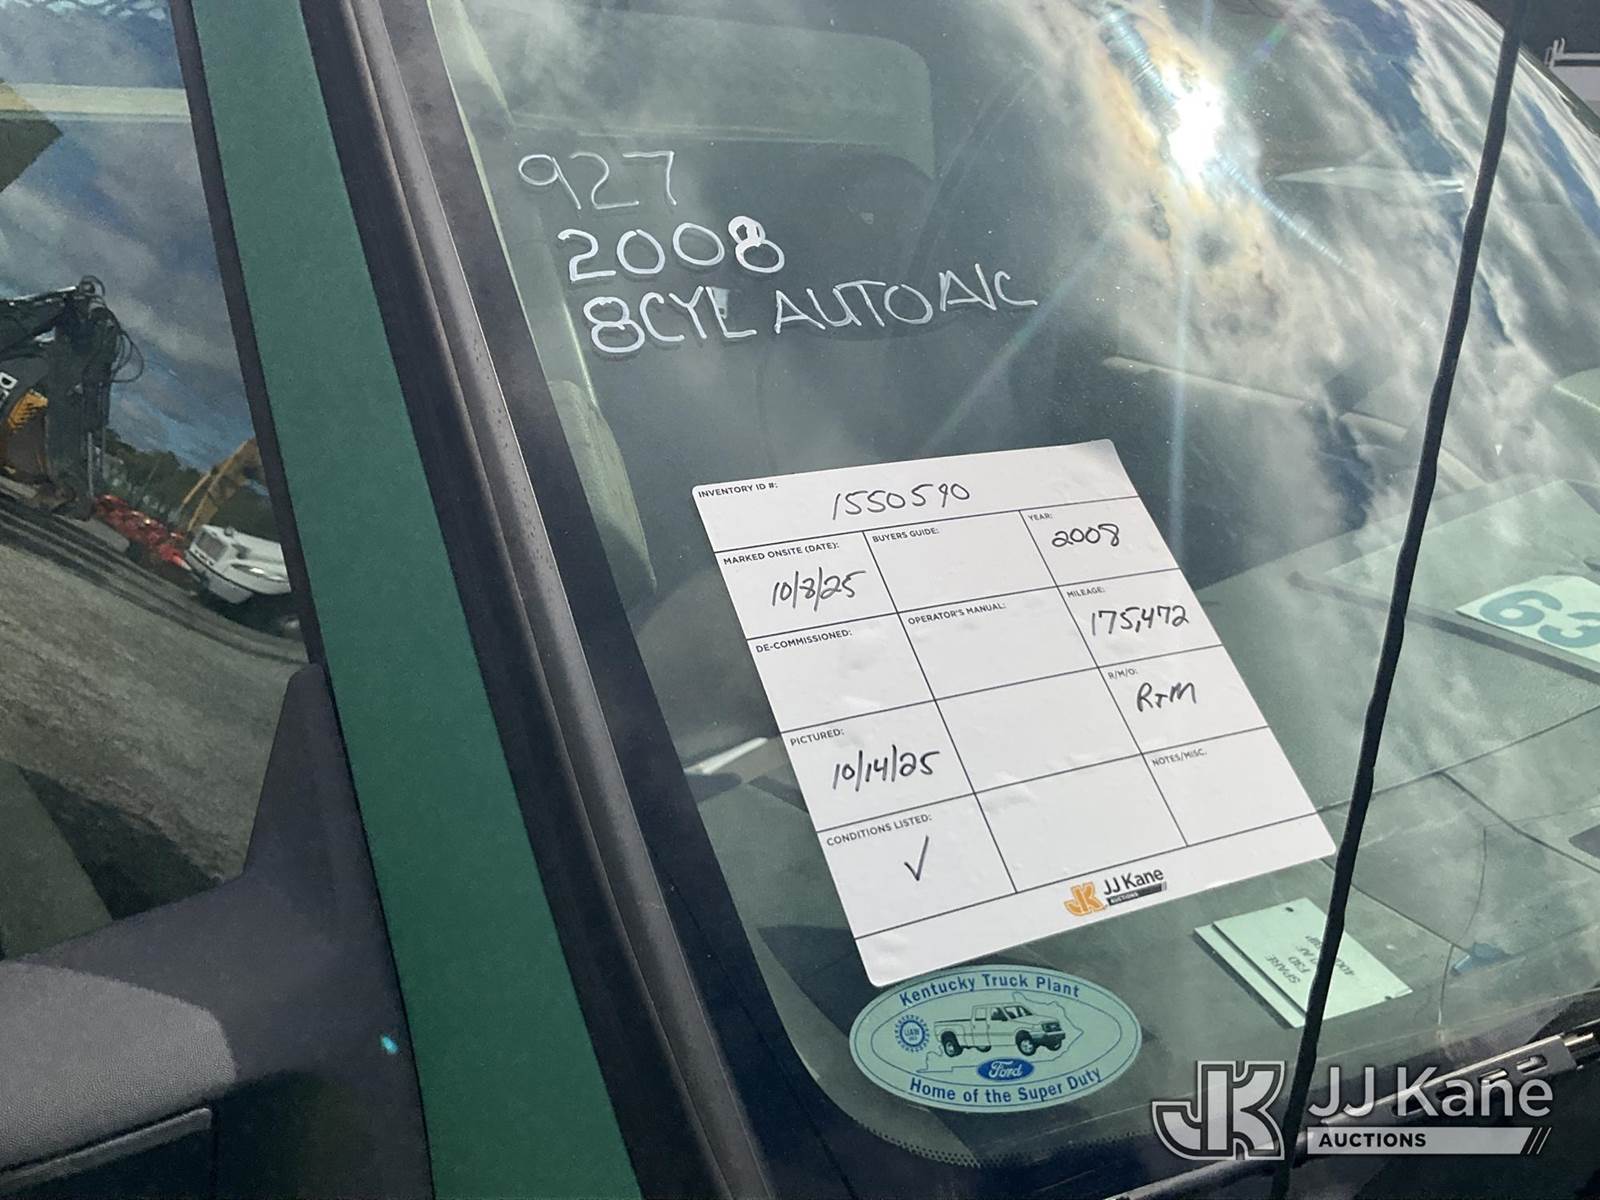 927
2008
8CYL AUTO A/C
INVENTORY ID #: 1550590
MARKED ONSITE (DATE): 10/8/25
BUYERS GUIDE:
YEAR: 2008
DE-COMMISSIONED:
OPERATOR'S MANUAL:
MILEAGE: 175,472
PICTURED: 10/14/25
R/M/O: R+M
CONDITIONS LISTED: ✓
NOTES/MISC.
JJ Kane
AUCTIONS
Kentucky Truck Plant
UAW
Ford
Home of the Super Duty
63
SPARE
JJ Kane
AUCTIONS